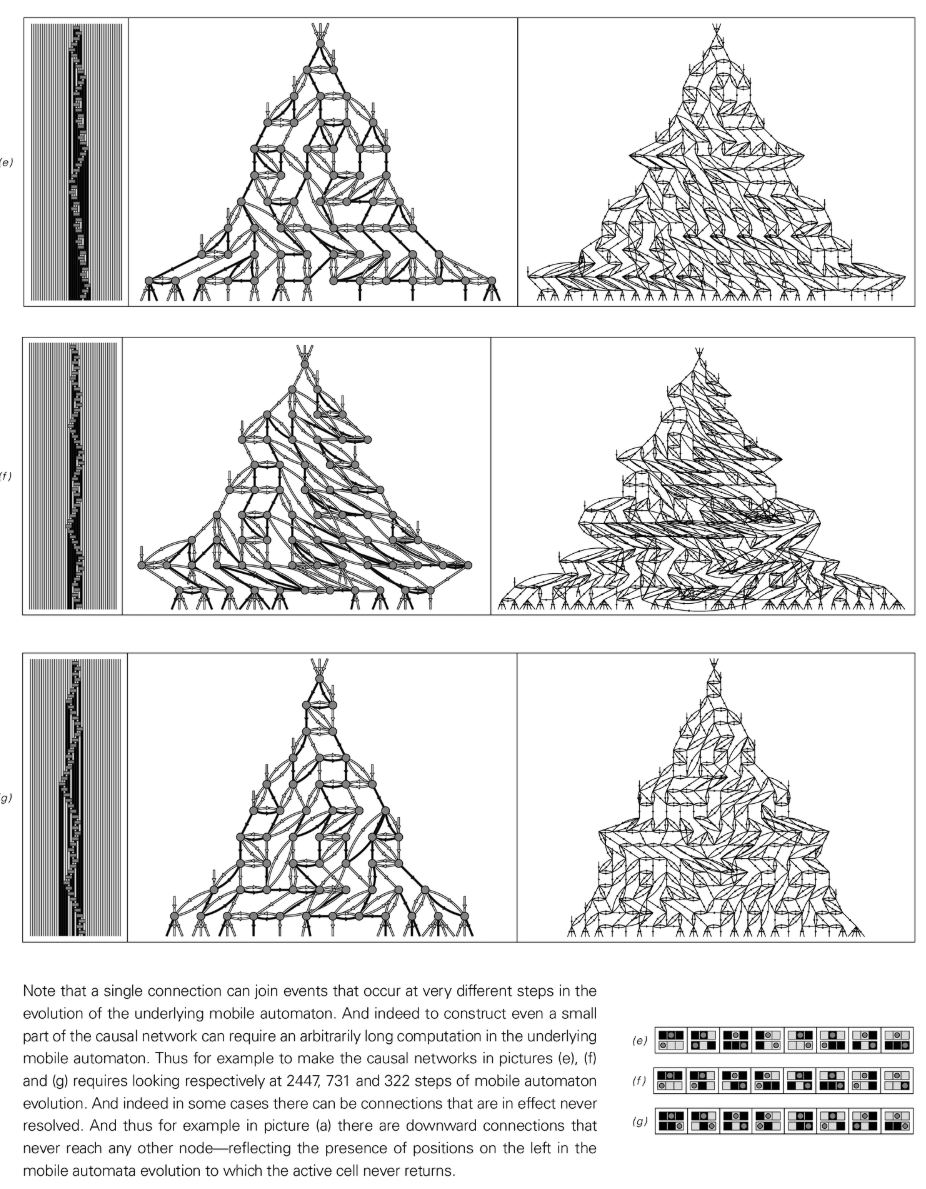 (e)
(f)
(g)
Note that a single connection can join events that occur at very different steps in the
evolution of the underlying mobile automaton. And indeed to construct even a small
part of the causal network can require an arbitrarily long computation in the underlying
mobile automaton. Thus for example to make the causal networks in pictures (e), (f)
and (g) requires looking respectively at 2447, 731 and 322 steps of mobile automaton
evolution. And indeed in some cases there can be connections that are in effect never
resolved. And thus for example in picture (a) there are downward connections that
never reach any other node—reflecting the presence of positions on the left in the
mobile automata evolution to which the active cell never returns.
(e)
(f)
(g)